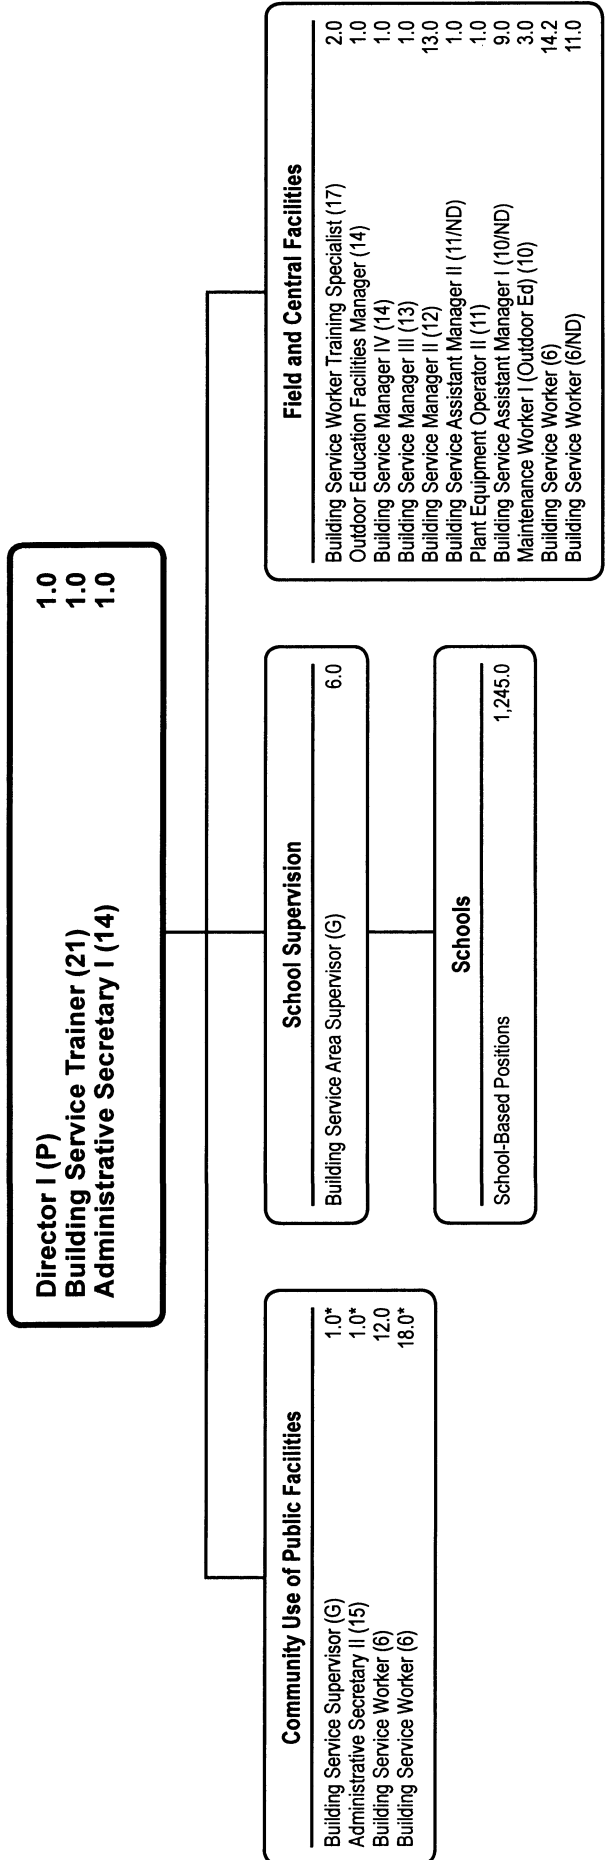 Director I (P) 1.0
Building Service Trainer (21) 1.0
Administrative Secretary I (14) 1.0
Community Use of Public Facilities
Building Service Supervisor (G) 1.0*
Administrative Secretary II (15) 1.0*
Building Service Worker (6) 12.0
Building Service Worker (6) 18.0*
School Supervision
Building Service Area Supervisor (G) 6.0
Schools
School-Based Positions 1,245.0
Field and Central Facilities
Building Service Worker Training Specialist (17) 2.0
Outdoor Education Facilities Manager (14) 1.0
Building Service Manager IV (14) 1.0
Building Service Manager III (13) 1.0
Building Service Manager II (12) 13.0
Building Service Assistant Manager II (11/ND) 1.0
Plant Equipment Operator II (11) 1.0
Building Service Assistant Manager I (10/ND) 9.0
Maintenance Worker I (Outdoor Ed) (10) 3.0
Building Service Worker (6) 14.2
Building Service Worker (6/ND) 11.0